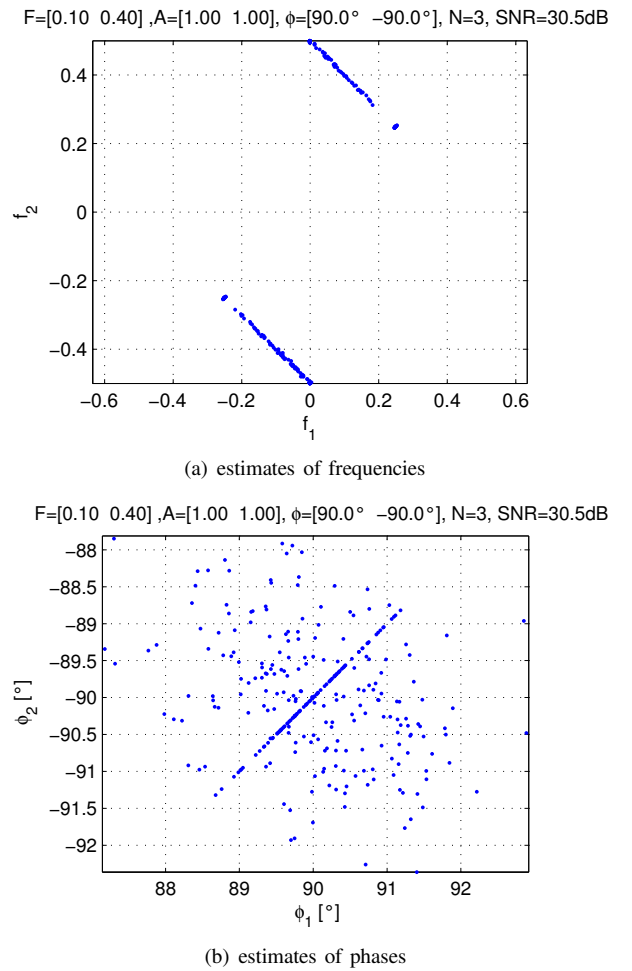 F=[0.10 0.40] ,A=[1.00 1.00], ϕ=[90.0° −90.0°], N=3, SNR=30.5dB
0.4
0.2
0
−0.2
−0.4
f2
−0.6 −0.4 −0.2 0 0.2 0.4 0.6
f1
(a) estimates of frequencies
F=[0.10 0.40] ,A=[1.00 1.00], ϕ=[90.0° −90.0°], N=3, SNR=30.5dB
−88
−88.5
−89
−89.5
−90
−90.5
−91
−91.5
−92
ϕ2 [°]
88 89 90 91 92
ϕ1 [°]
(b) estimates of phases